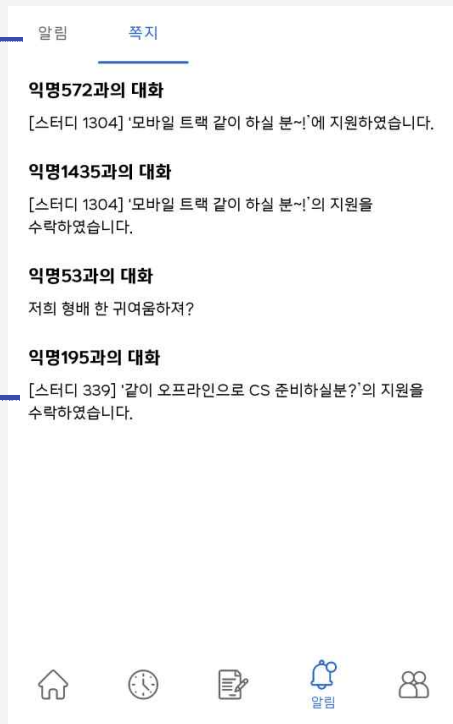 알림
쪽지
익명572과의 대화
[스터디 1304] '모바일 트랙 같이 하실 분~!'에 지원하였습니다.
익명1435과의 대화
[스터디 1304] '모바일 트랙 같이 하실 분~!'의 지원을
수락하였습니다.
익명53과의 대화
저희 형배 한 귀여움하져?
익명195과의 대화
[스터디 339] '같이 오프라인으로 CS 준비하실분?'의 지원을
수락하였습니다.
알림